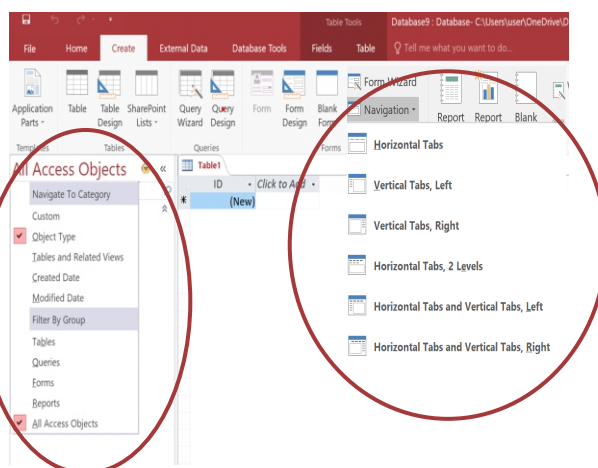 Table Tools
Database9 : Database- C:\Users\user\OneDrive\D
File Home Create External Data Database Tools Fields Table Tell me what you want to do...
Application Parts
Table
Table Design
SharePoint Lists
Query Wizard
Query Design
Form
Form Design
Blank Form
Form Wizard
Navigation
Report
Report
Blank
Templates Tables Queries Forms
All Access Objects
Navigate To Category
Custom
Object Type
Tables and Related Views
Created Date
Modified Date
Filter By Group
Tables
Queries
Forms
Reports
All Access Objects
Table1
ID Click to Add
(New)
Horizontal Tabs
Vertical Tabs, Left
Vertical Tabs, Right
Horizontal Tabs, 2 Levels
Horizontal Tabs and Vertical Tabs, Left
Horizontal Tabs and Vertical Tabs, Right